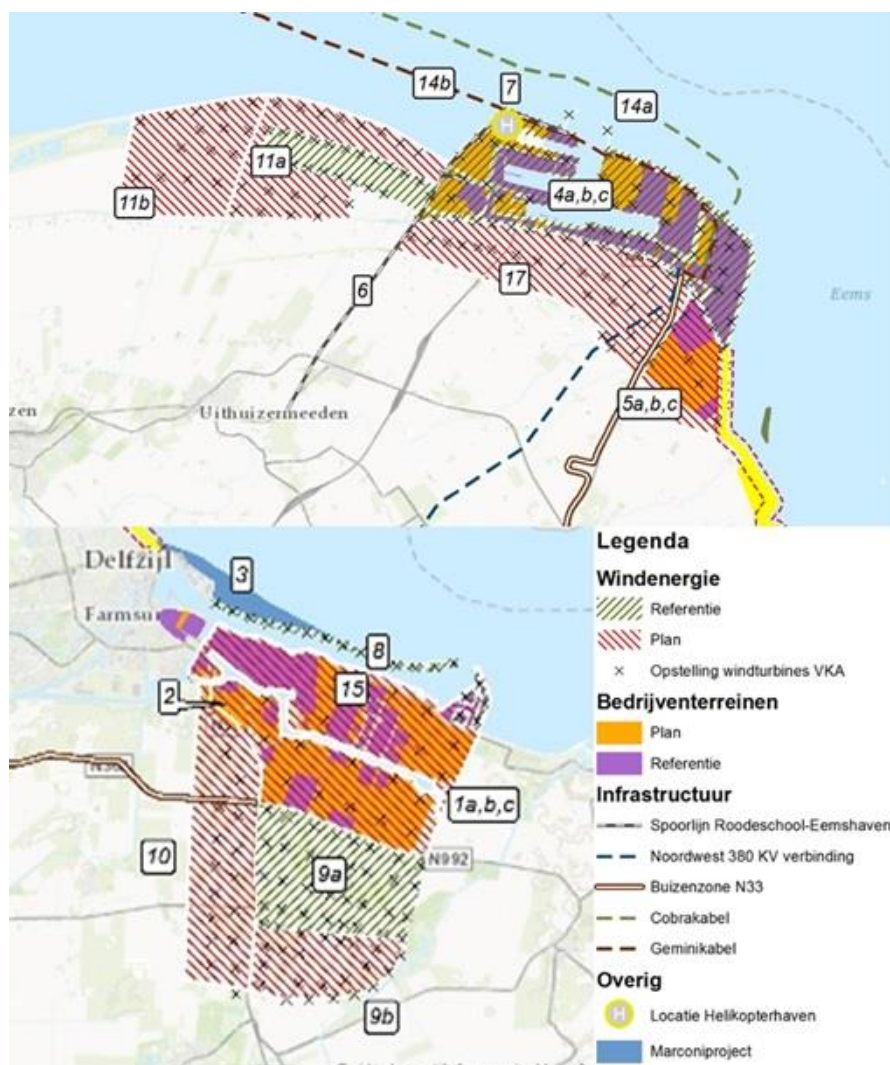 14b
7
14a
11a
11b
4a,b,c
6
17
Eems
zen
Uithuizermeeden
5a,b,c
Delfzijl
3
Farmsu
8
2
15
1a,b,c
10
9a
N992
9b
Legenda
Windenergie
Referentie
Plan
× Opstelling windturbines VKA
Bedrijventerreinen
Plan
Referentie
Infrastructuur
Spoorlijn Roodeschool-Eemshaven
Noordwest 380 KV verbinding
Buizenzone N33
Cobrakabel
Geminikabel
Overig
H Locatie Helikopterhaven
Marconiproject